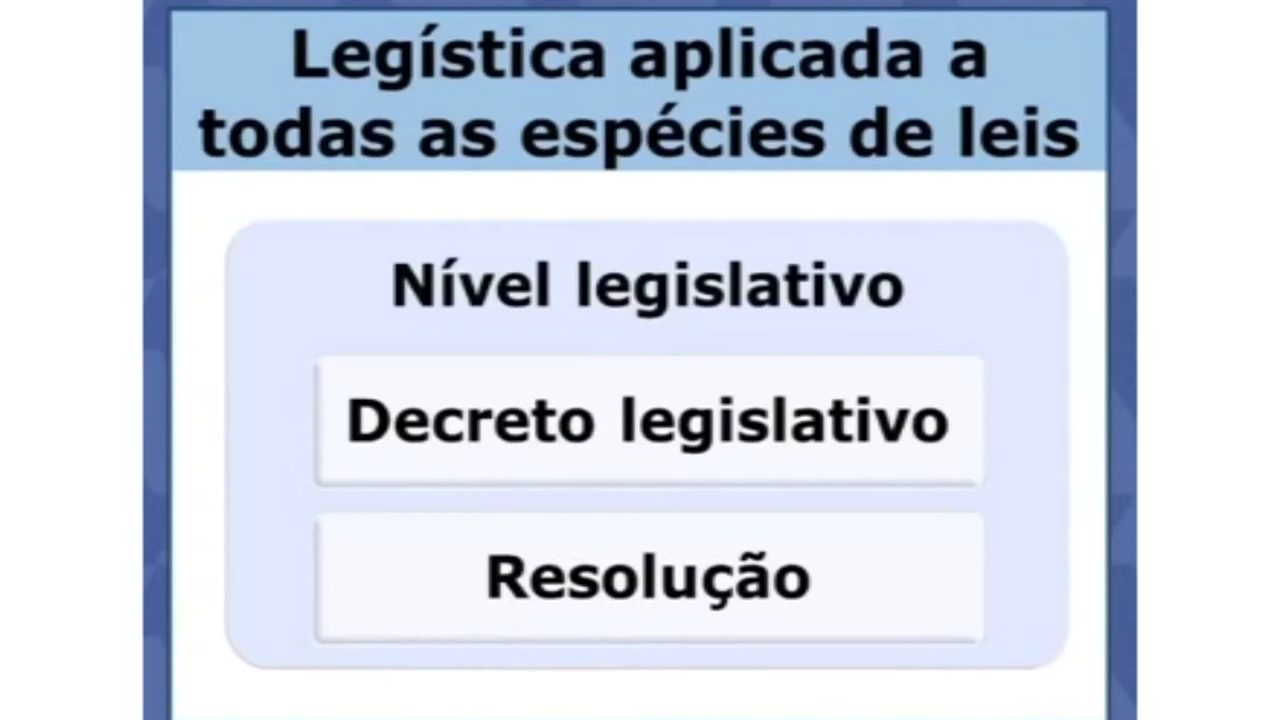 Legística aplicada a
todas as espécies de leis
Nível legislativo
Decreto legislativo
Resolução